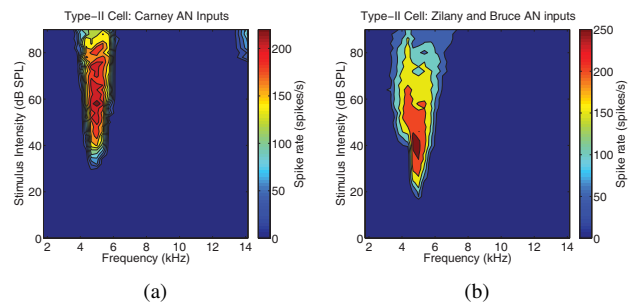 Type-II Cell: Carney AN Inputs
Stimulus Intensity (dB SPL)
80
60
40
20
0
2 4 6 8 10 12 14
Frequency (kHz)
200
150
100
50
0
Spike rate (spikes/s)
(a)
Type-II Cell: Zilany and Bruce AN inputs
Stimulus Intensity (dB SPL)
80
60
40
20
0
2 4 6 8 10 12 14
Frequency (kHz)
250
200
150
100
50
0
Spike rate (spikes/s)
(b)